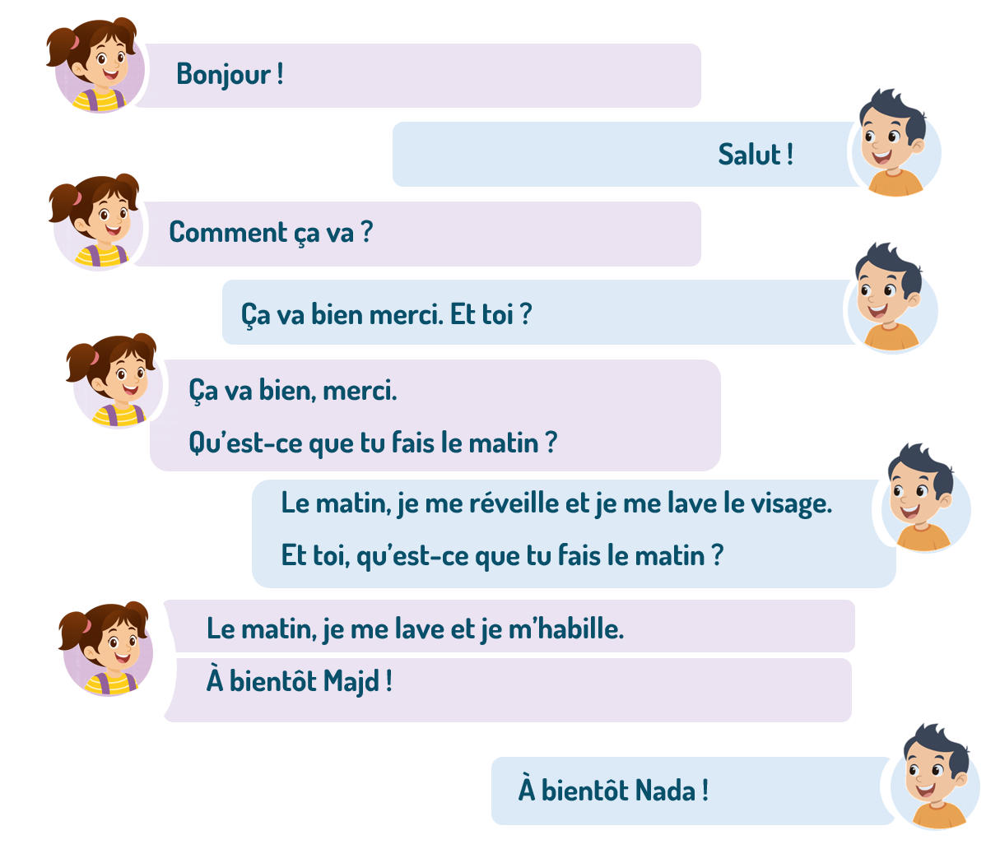 Bonjour !
Salut !
Comment ça va ?
Ça va bien merci. Et toi ?
Ça va bien, merci.
Qu’est-ce que tu fais le matin ?
Le matin, je me réveille et je me lave le visage.
Et toi, qu’est-ce que tu fais le matin ?
Le matin, je me lave et je m’habille.
À bientôt Majd !
À bientôt Nada !